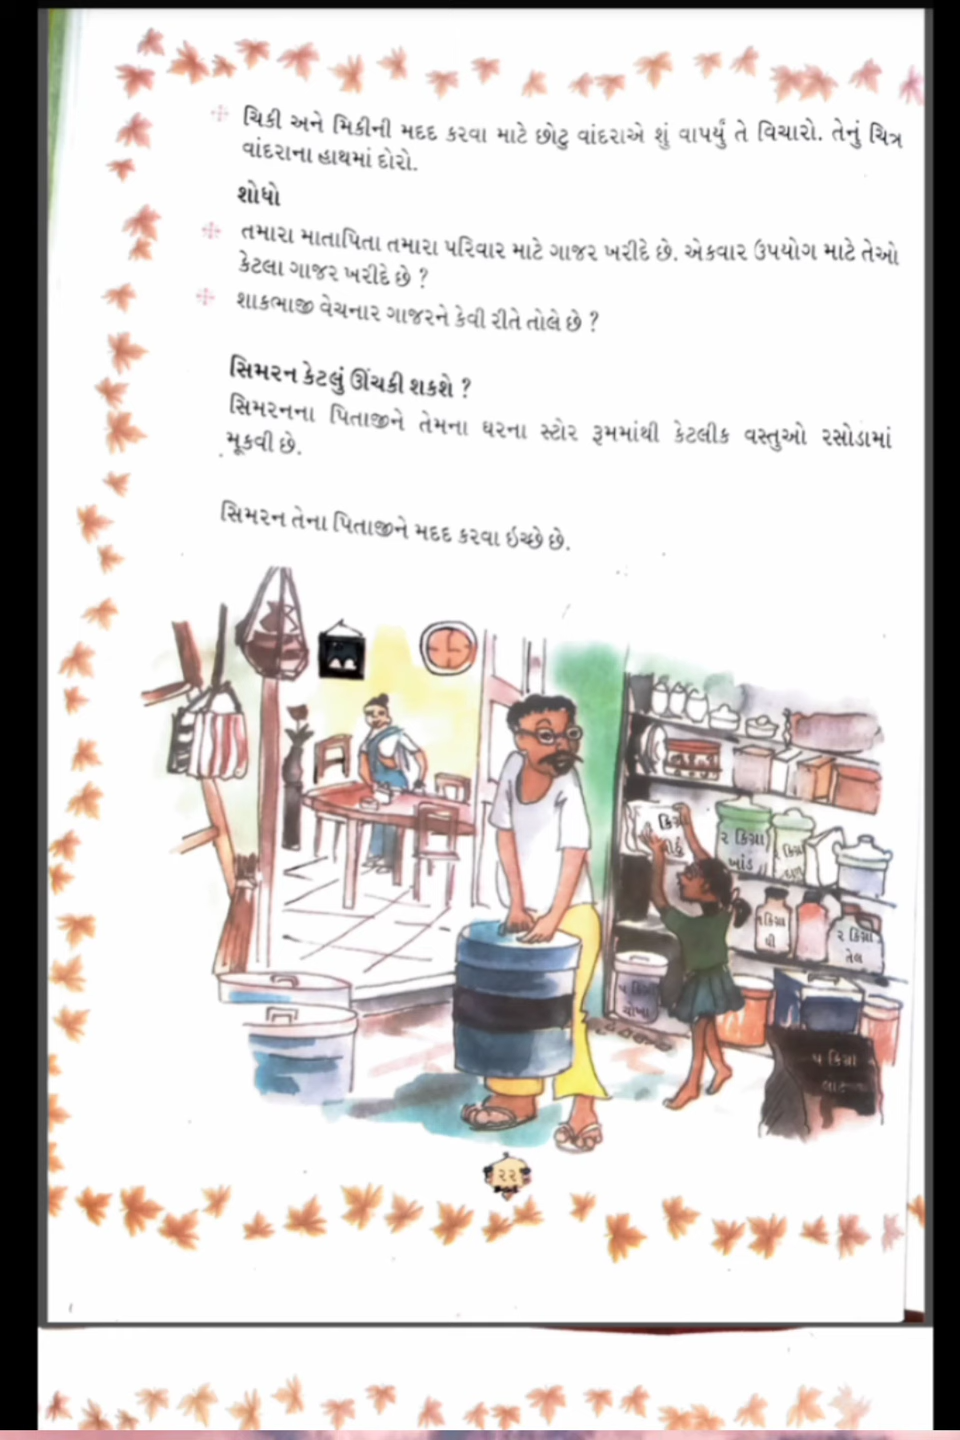 ચિકી અને મિકીની મદદ કરવા માટે છોટુ વાંદરાએ શું વાપર્યું તે વિચારો. તેનું ચિત્ર
વાંદરાના હાથમાં દોરો.
શોધો
તમારા માતાપિતા તમારા પરિવાર માટે ગાજર ખરીદે છે. એકવાર ઉપયોગ માટે તેઓ
કેટલા ગાજર ખરીદે છે ?
શાકભાજી વેચનાર ગાજરને કેવી રીતે તોલે છે ?
સિમરન કેટલું ઊંચકી શકશે ?
સિમરનના પિતાજીને તેમના ઘરના સ્ટોર રૂમમાંથી કેટલીક વસ્તુઓ રસોડામાં
મૂકવી છે.
સિમરન તેના પિતાજીને મદદ કરવા ઇચ્છે છે.
કિગ્રા
૨ કિગ્રા
ખાંડ
કિગ્રા
૧ કિગ્રા
ઘી
૨ કિગ્રા
તેલ
૫ કિગ્રા
ચોખા
૫ કિગ્રા
૨૨